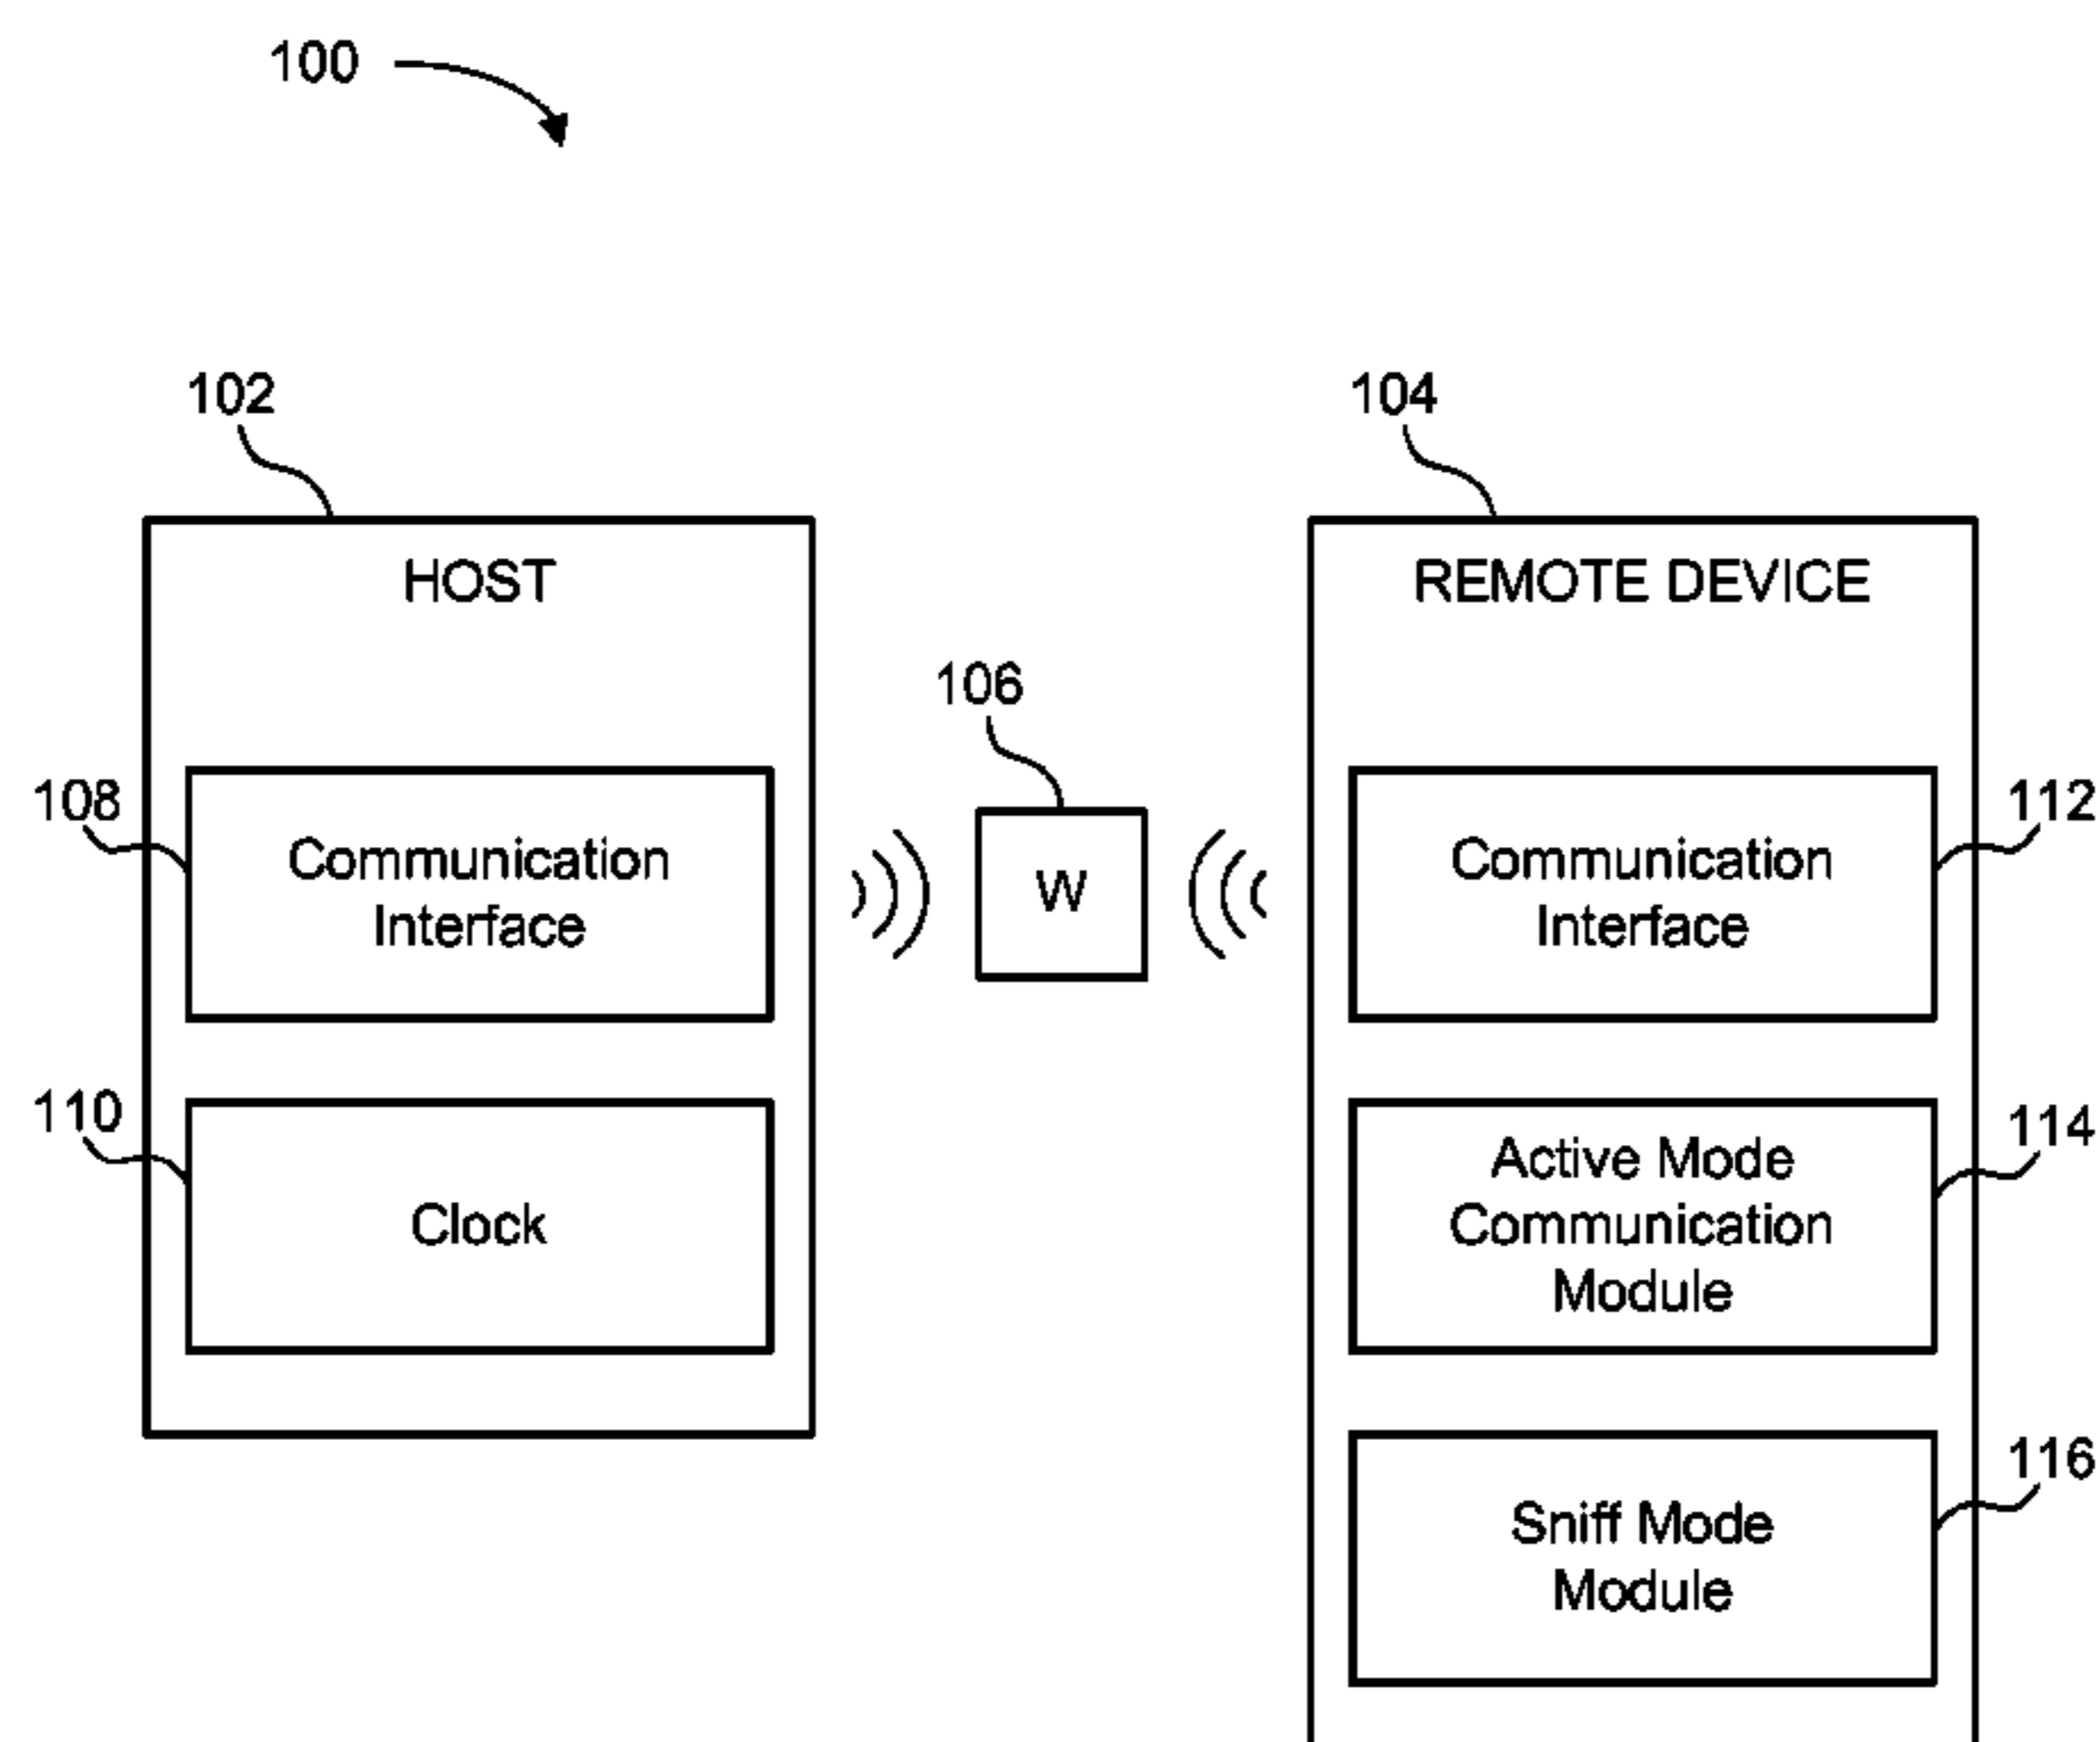 100
102
104
HOST
REMOTE DEVICE
106
108
Communication
Interface
W
Communication
Interface
112
110
Clock
Active Mode
Communication
Module
114
Sniff Mode
Module
116